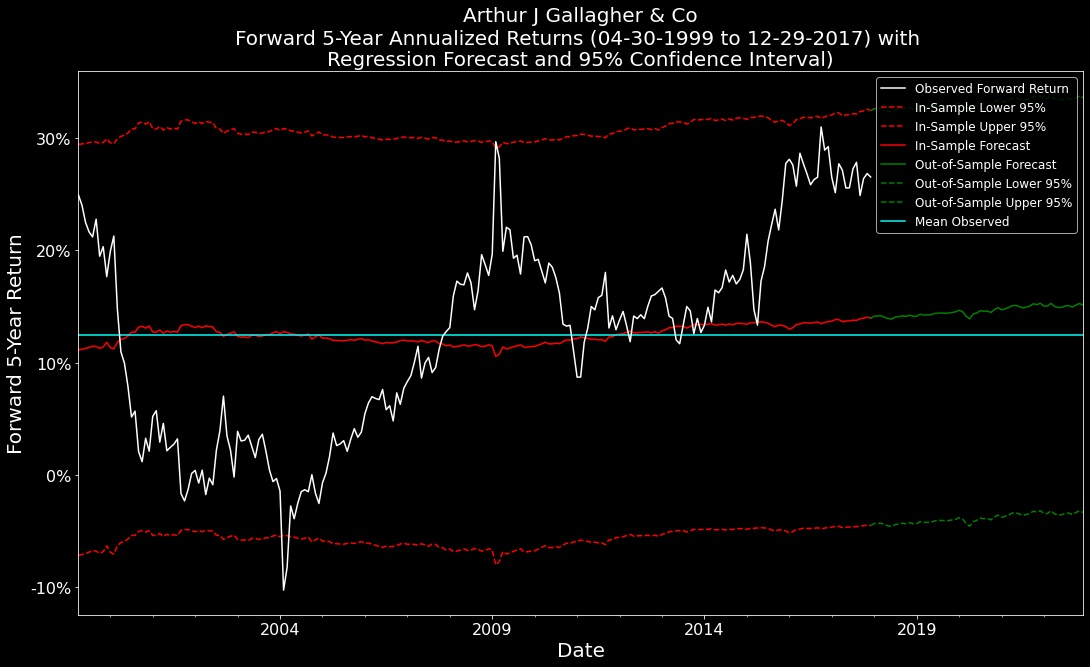 Arthur J Gallagher & Co
Forward 5-Year Annualized Returns (04-30-1999 to 12-29-2017) with
Regression Forecast and 95% Confidence Interval)
Observed Forward Return
In-Sample Lower 95%
In-Sample Upper 95%
In-Sample Forecast
Out-of-Sample Forecast
Out-of-Sample Lower 95%
Out-of-Sample Upper 95%
Mean Observed
Forward 5-Year Return
30%
20%
10%
0%
-10%
2004
2009
2014
2019
Date